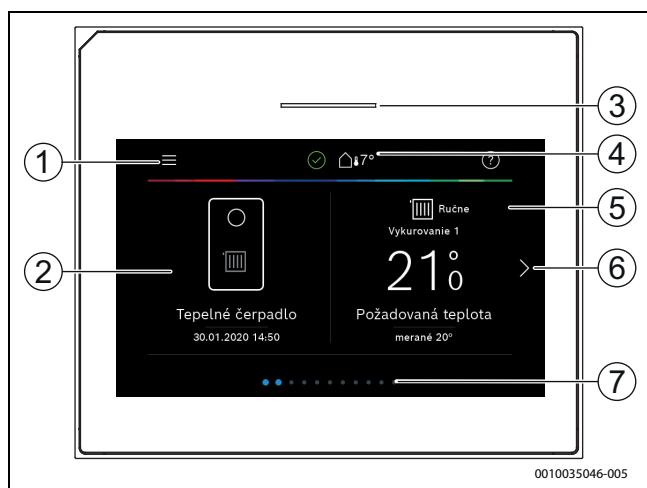 7°
?
Ručne
Vykurovanie 1
21°0
Tepelné čerpadlo
Požadovaná teplota
30.01.2020 14:50
merané 20°
1
2
3
4
5
6
7
0010035046-005